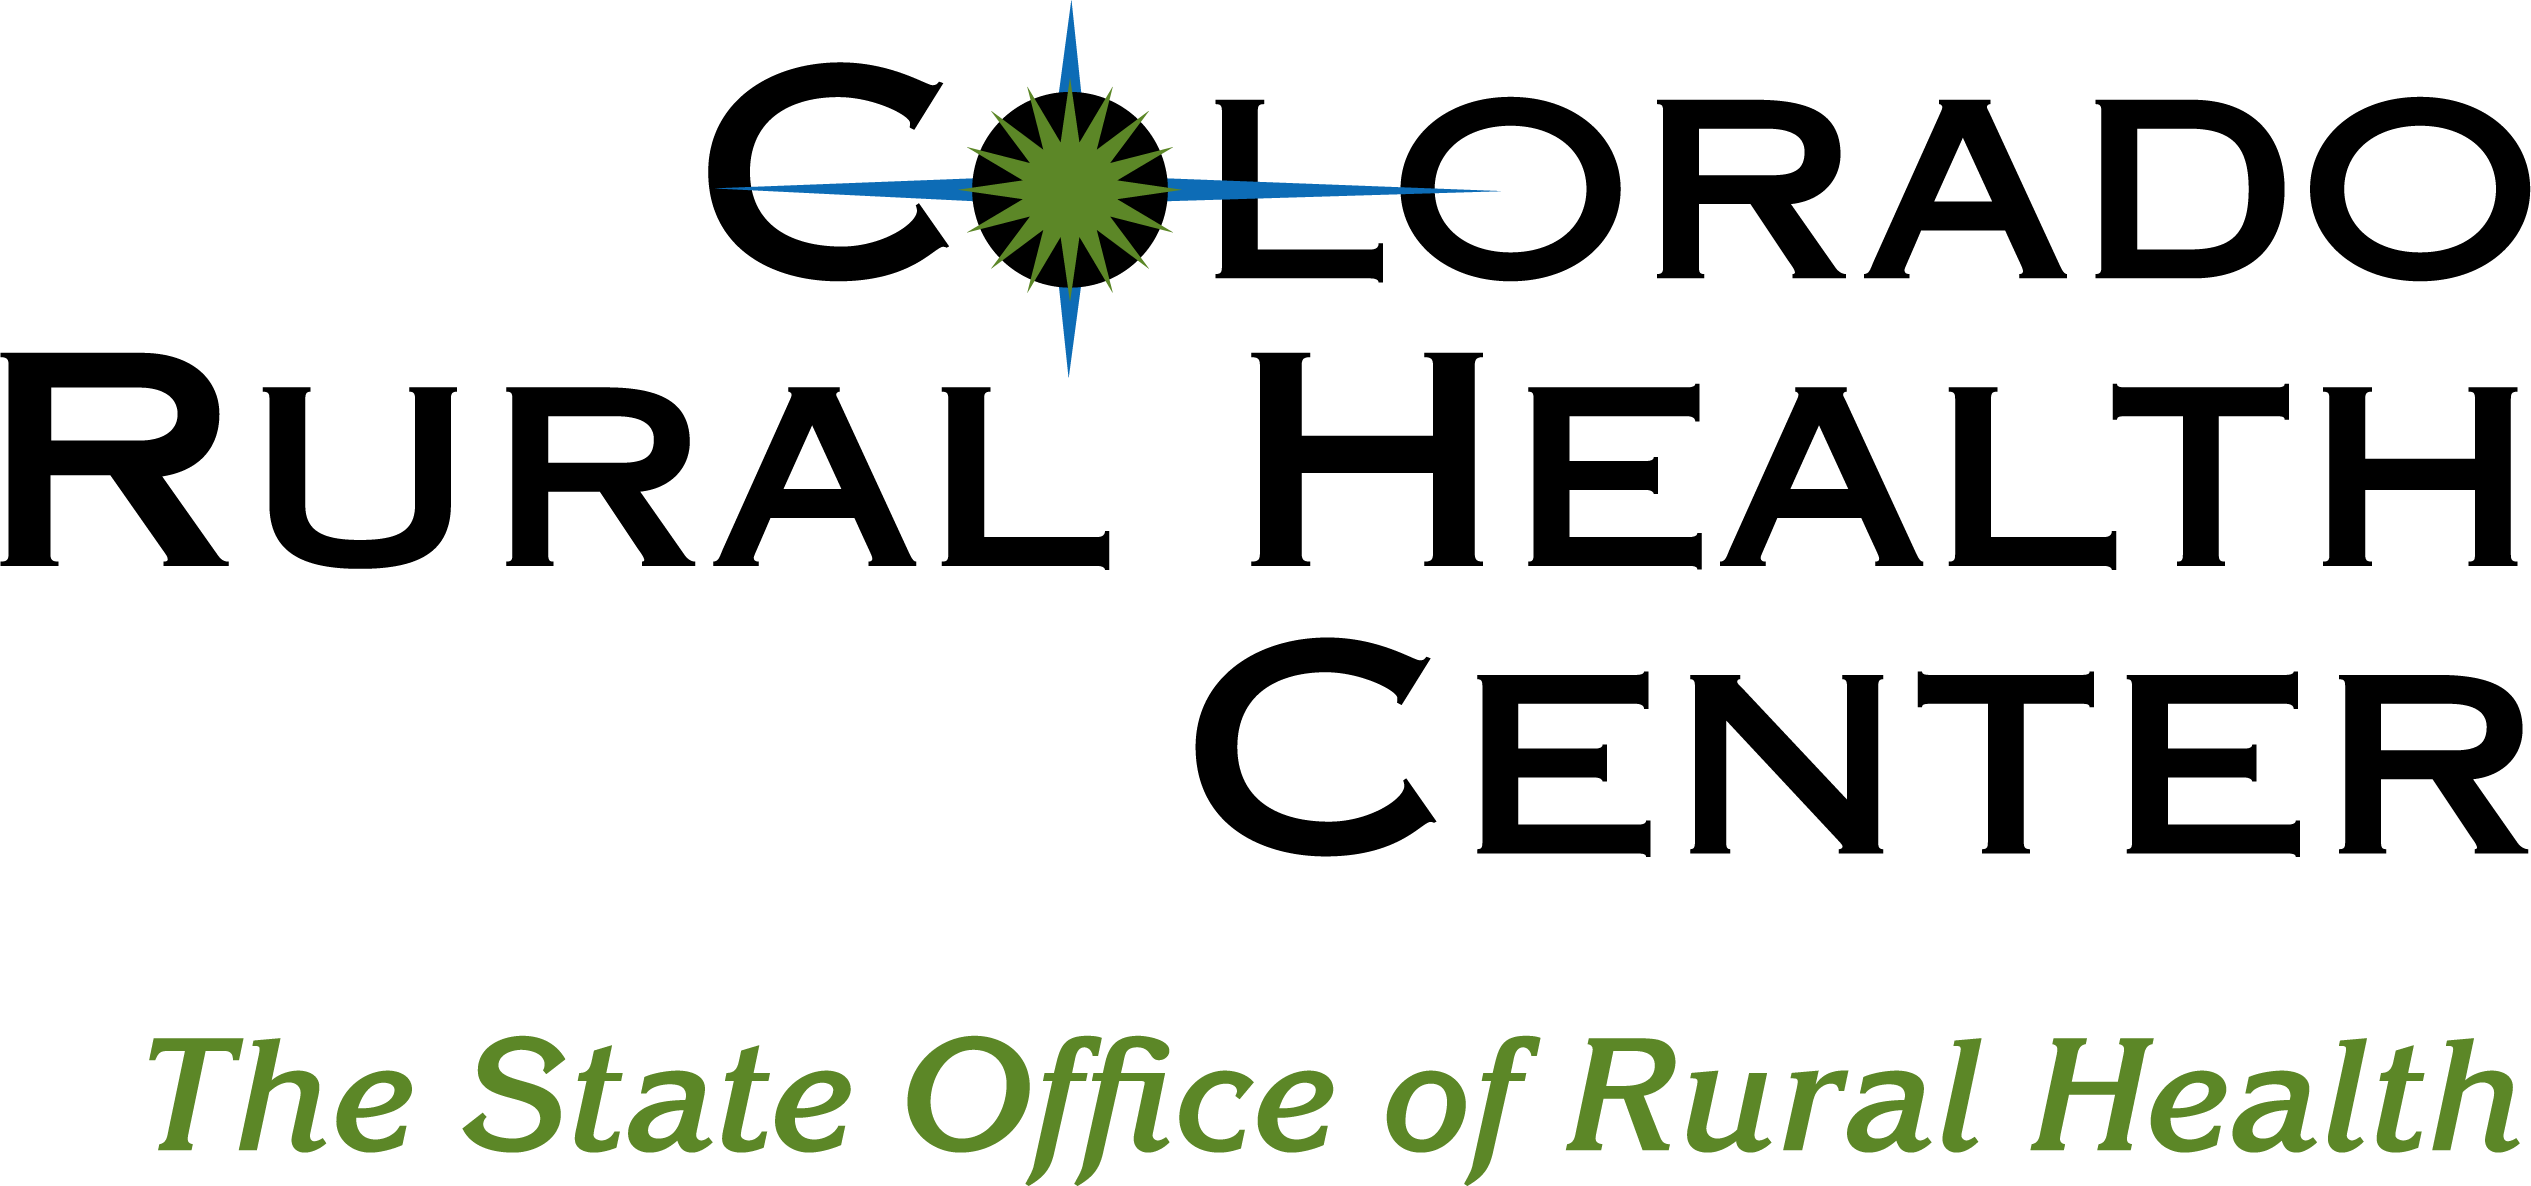 COLORADO
RURAL HEALTH
CENTER
The State Office of Rural Health